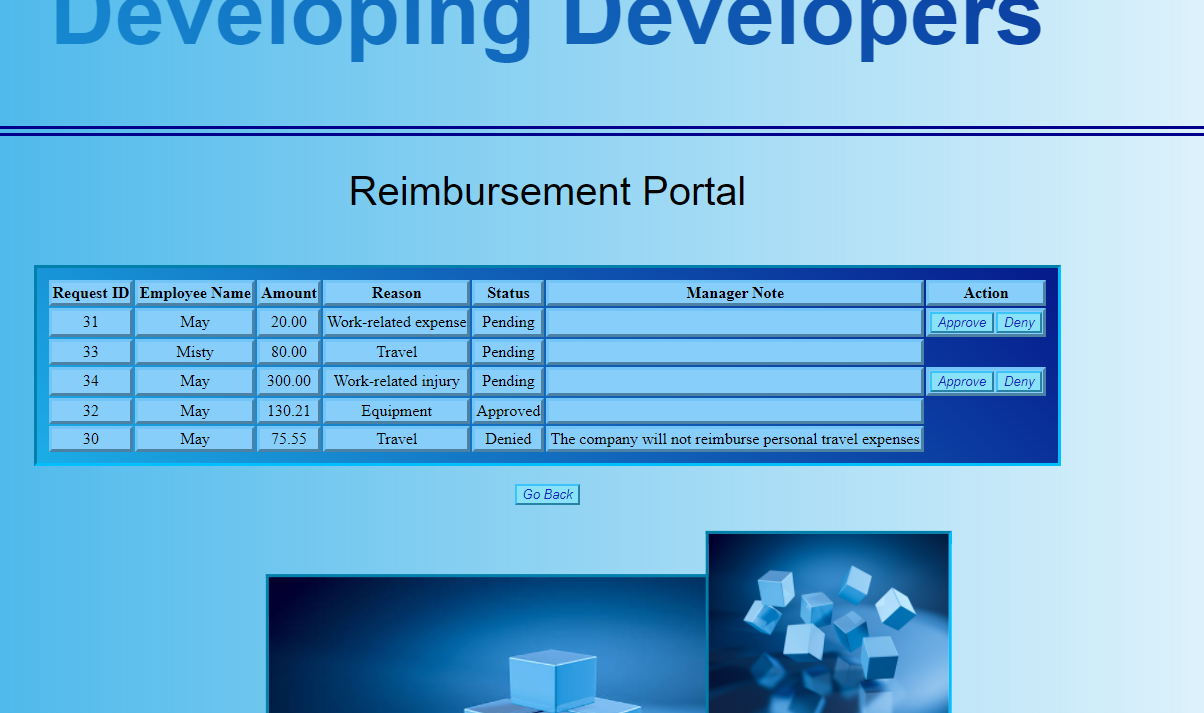 Developing Developers
Reimbursement Portal
Request ID Employee Name Amount Reason Status Manager Note Action
31 May 20.00 Work-related expense Pending Approve Deny
33 Misty 80.00 Travel Pending
34 May 300.00 Work-related injury Pending Approve Deny
32 May 130.21 Equipment Approved
30 May 75.55 Travel Denied The company will not reimburse personal travel expenses
Go Back